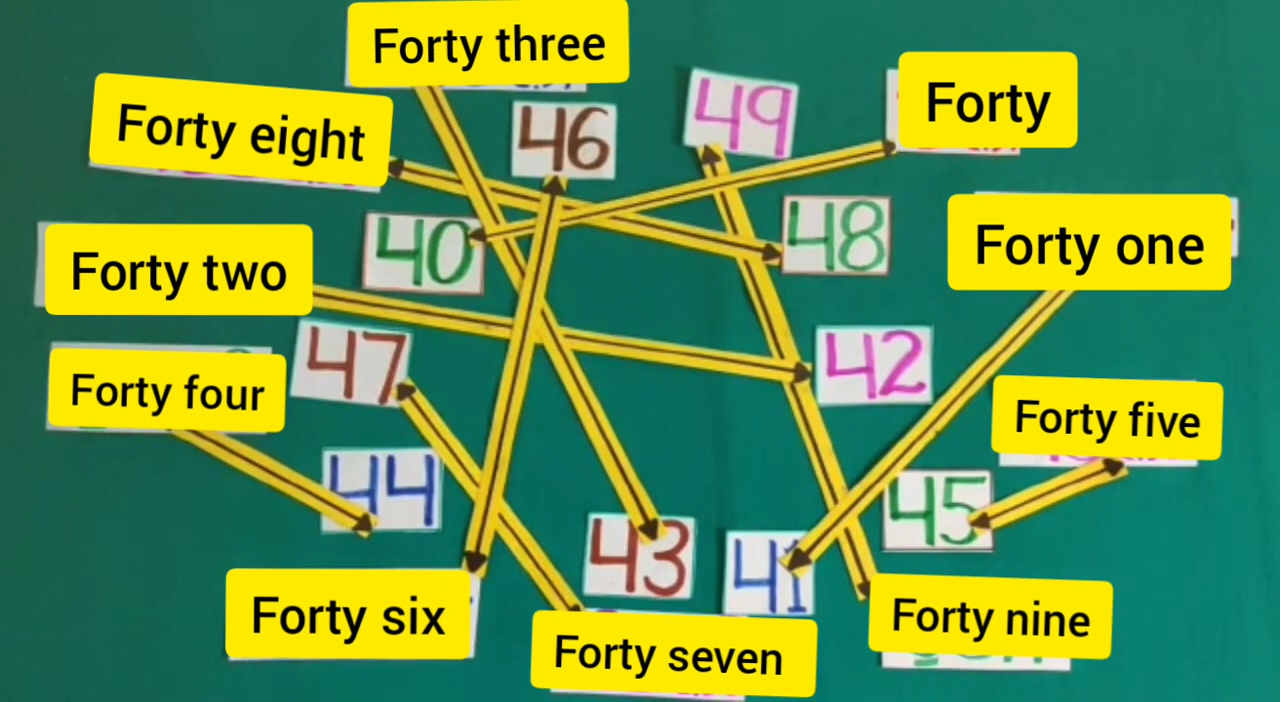 Forty three
Forty eight
46
49
Forty
40
48
Forty one
Forty two
47
42
Forty four
Forty five
44
45
43
41
Forty six
Forty seven
Forty nine